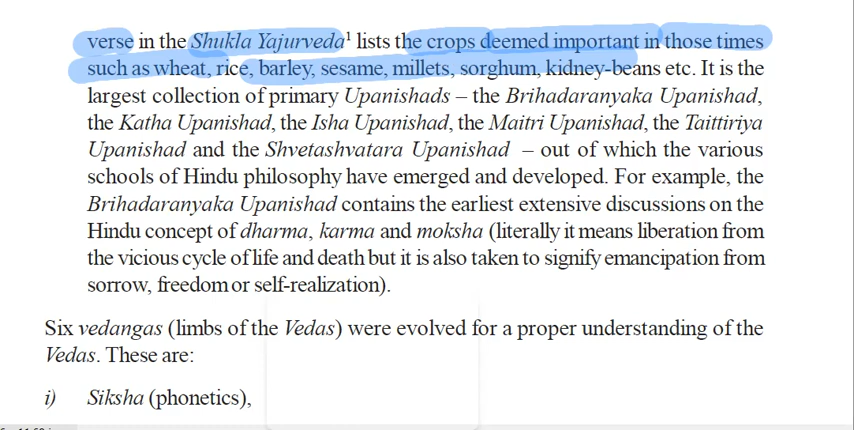 verse in the Shukla Yajurveda¹ lists the crops deemed important in those times
such as wheat, rice, barley, sesame, millets, sorghum, kidney-beans etc. It is the
largest collection of primary Upanishads – the Brihadaranyaka Upanishad,
the Katha Upanishad, the Isha Upanishad, the Maitri Upanishad, the Taittiriya
Upanishad and the Shvetashvatara Upanishad – out of which the various
schools of Hindu philosophy have emerged and developed. For example, the
Brihadaranyaka Upanishad contains the earliest extensive discussions on the
Hindu concept of dharma, karma and moksha (literally it means liberation from
the vicious cycle of life and death but it is also taken to signify emancipation from
sorrow, freedom or self-realization).
Six vedangas (limbs of the Vedas) were evolved for a proper understanding of the
Vedas. These are:
i) Siksha (phonetics),